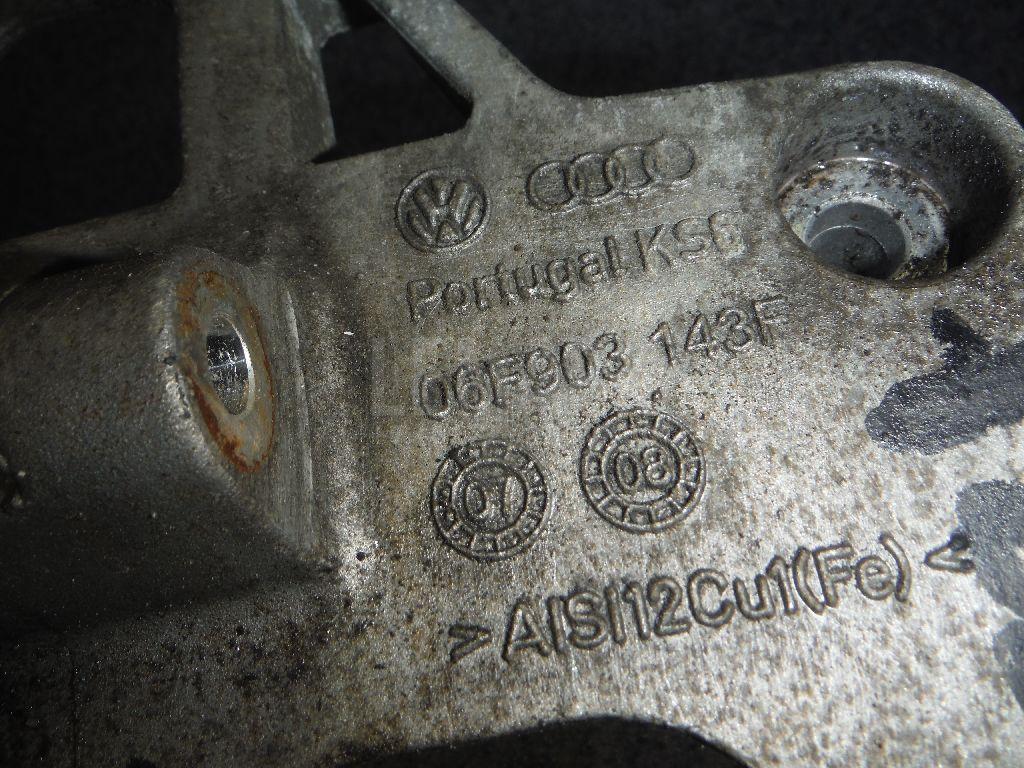 Portugal KS6
06F903 143F
07 08
>AlSi12Cu1(Fe)<